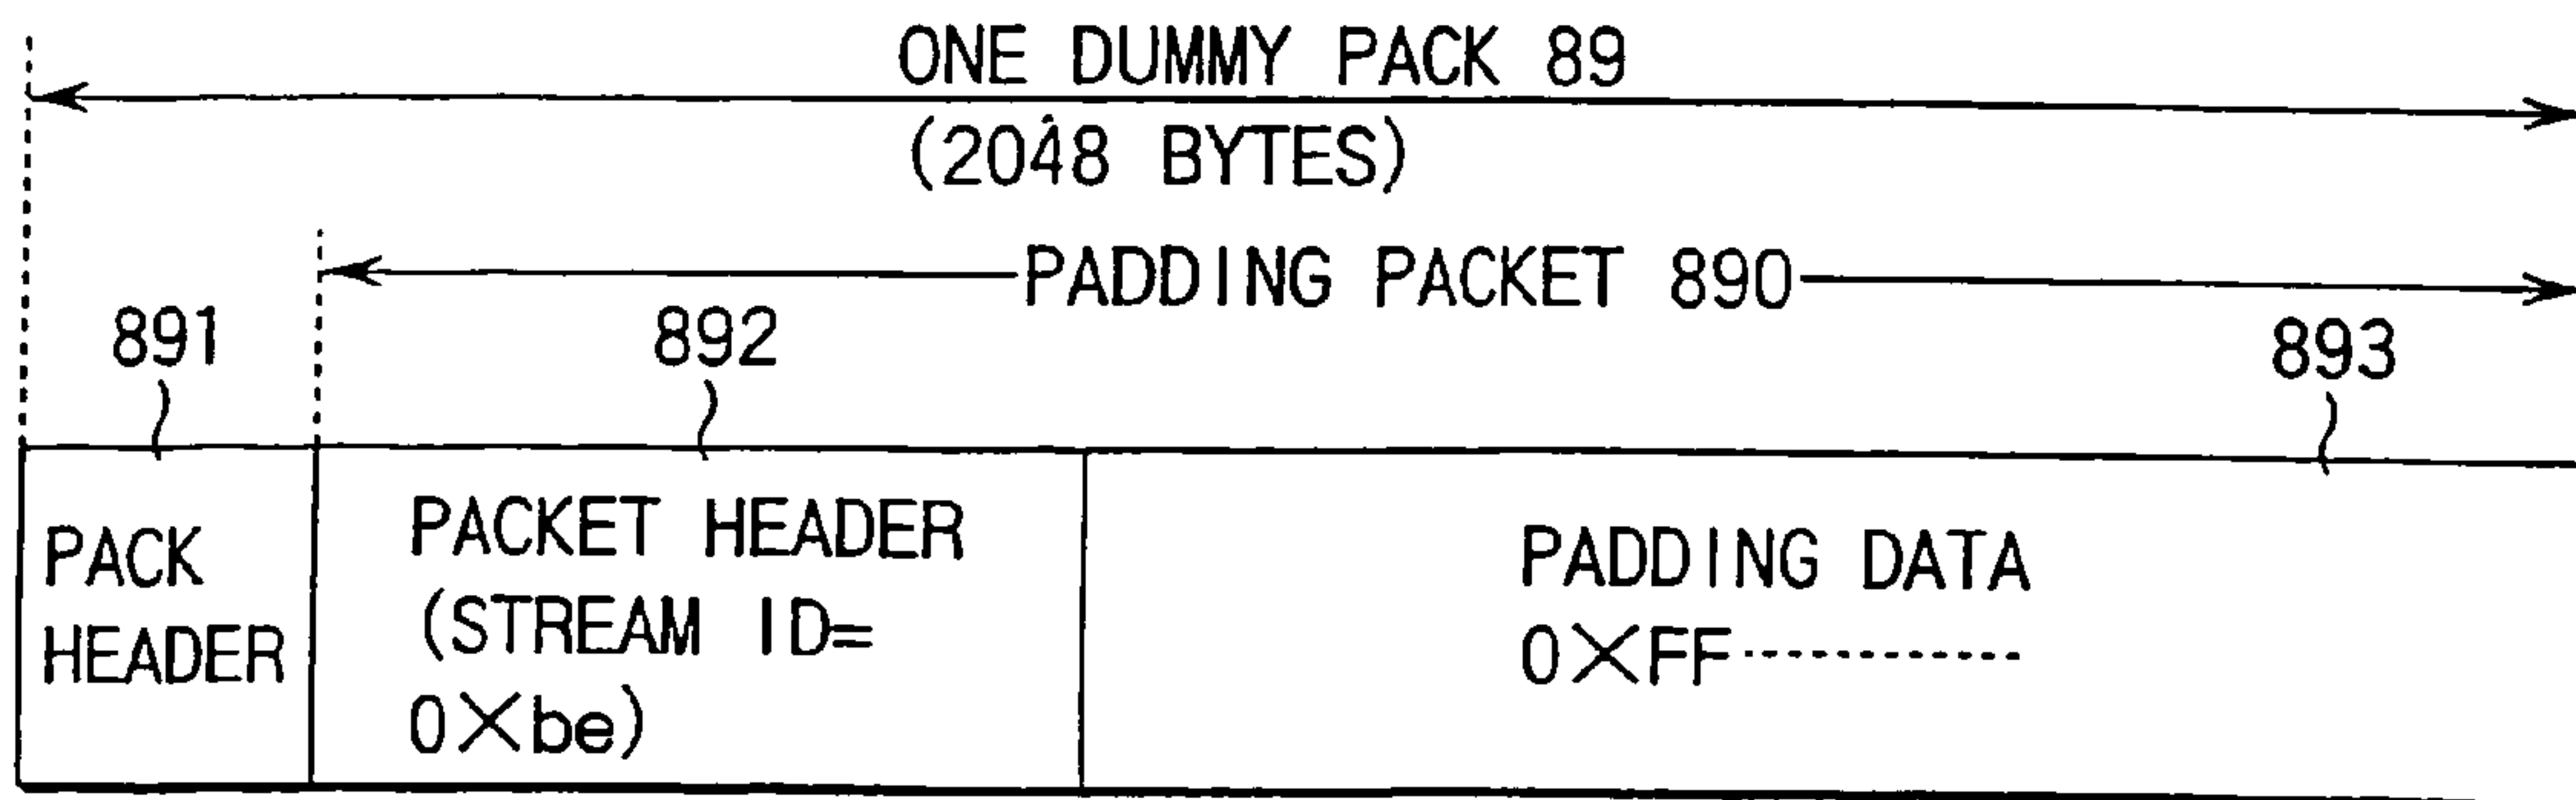 ONE DUMMY PACK 89
(2048 BYTES)
PADDING PACKET 890
891
892
893
PACK
HEADER
PACKET HEADER
(STREAM ID=
0×be)
PADDING DATA
0×FF------------